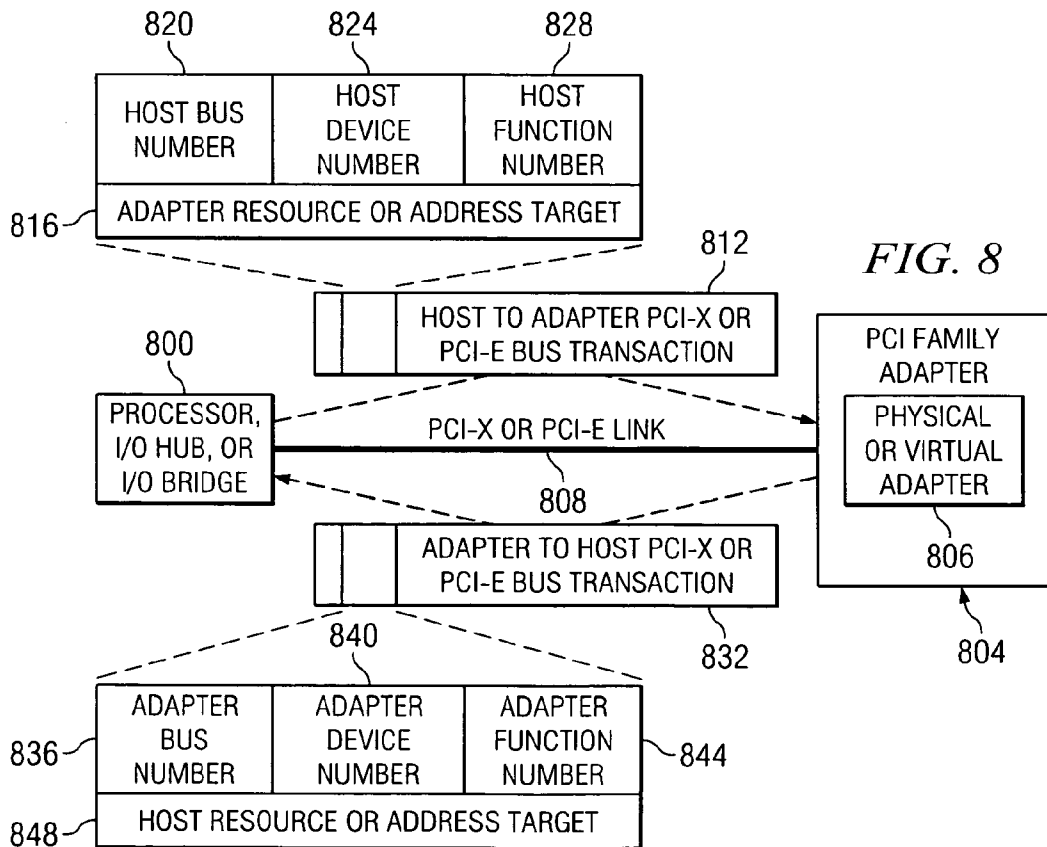 820
824
828
HOST BUS
NUMBER
HOST
DEVICE
NUMBER
HOST
FUNCTION
NUMBER
816
ADAPTER RESOURCE OR ADDRESS TARGET
812
FIG. 8
HOST TO ADAPTER PCI-X OR
PCI-E BUS TRANSACTION
800
PROCESSOR,
I/O HUB, OR
I/O BRIDGE
PCI-X OR PCI-E LINK
808
PCI FAMILY
ADAPTER
PHYSICAL
OR VIRTUAL
ADAPTER
806
804
ADAPTER TO HOST PCI-X OR
PCI-E BUS TRANSACTION
832
840
836
ADAPTER
BUS
NUMBER
ADAPTER
DEVICE
NUMBER
ADAPTER
FUNCTION
NUMBER
844
848
HOST RESOURCE OR ADDRESS TARGET